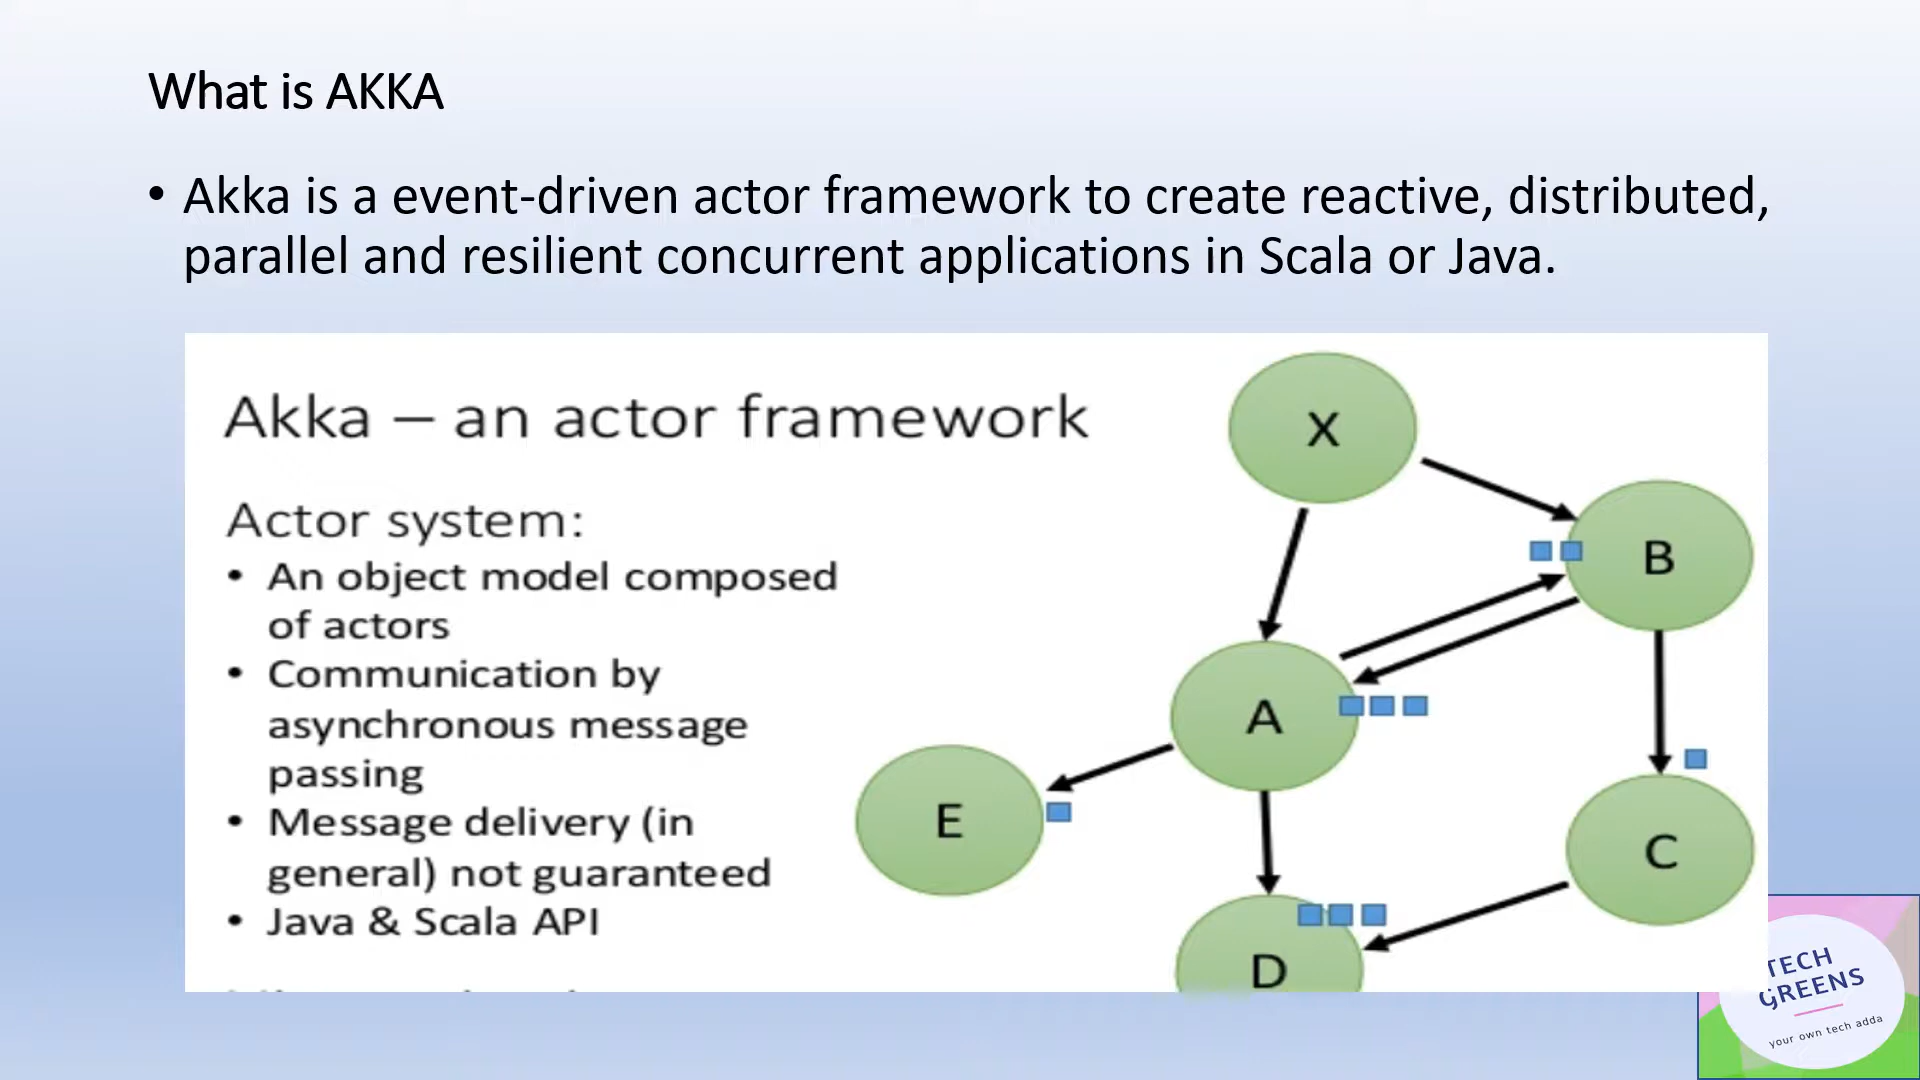 What is AKKA
• Akka is a event-driven actor framework to create reactive, distributed,
parallel and resilient concurrent applications in Scala or Java.
Akka – an actor framework
Actor system:
• An object model composed
of actors
• Communication by
asynchronous message
passing
• Message delivery (in
general) not guaranteed
• Java & Scala API
X
B
A
E
C
D
TECH
GREENS
your own tech adda